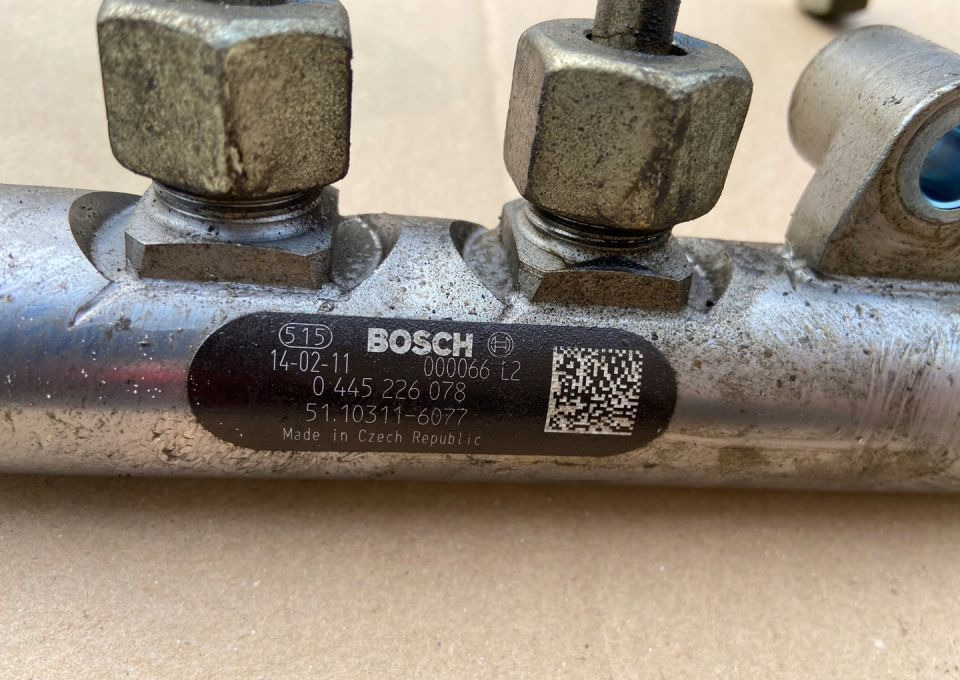 515 BOSCH
14-02-11 000066 L2
0 445 226 078
51.10311-6077
Made in Czech Republic